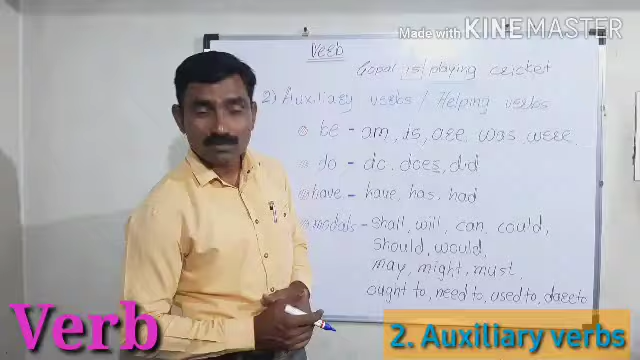 Made with KINEMASTER
Verb
Gopal is playing cricket
2) Auxiliary verbs / Helping verbs
be - am, is, are, was, were
do - do, does, did
have - have, has, had
modals - shall, will, can, could,
should, would,
may, might, must,
ought to, need to, used to, dare to
Verb
2. Auxiliary verbs